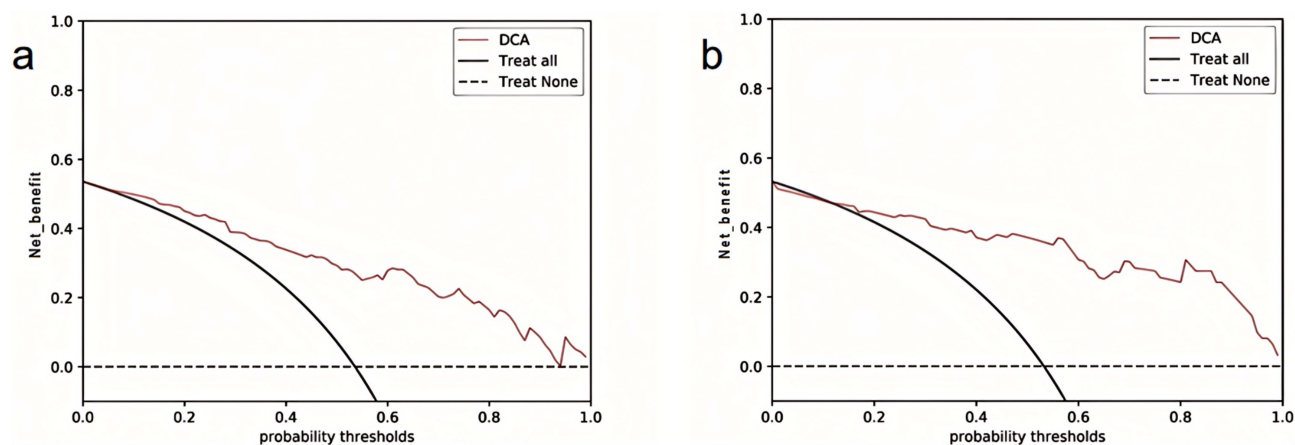 a
1.0
0.8
0.6
0.4
0.2
0.0
Net_benefit
0.0 0.2 0.4 0.6 0.8 1.0
probability thresholds
DCA
Treat all
Treat None
b
1.0
0.8
0.6
0.4
0.2
0.0
Net_benefit
0.0 0.2 0.4 0.6 0.8 1.0
probability thresholds
DCA
Treat all
Treat None